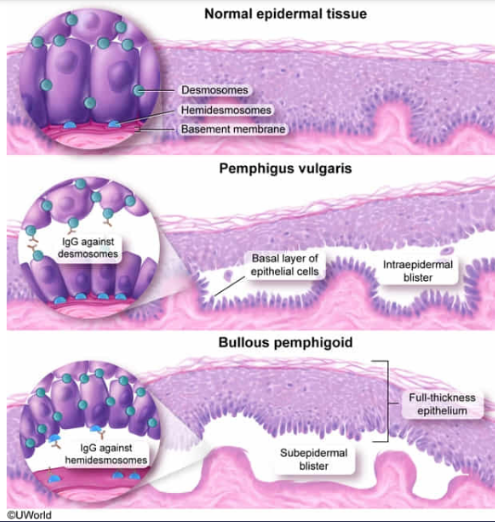 Normal epidermal tissue
Desmosomes
Hemidesmosomes
Basement membrane
Pemphigus vulgaris
IgG against
desmosomes
Basal layer of
epithelial cells
Intraepidermal
blister
Bullous pemphigoid
Full-thickness
epithelium
IgG against
hemidesmosomes
Subepidermal
blister
©UWorld